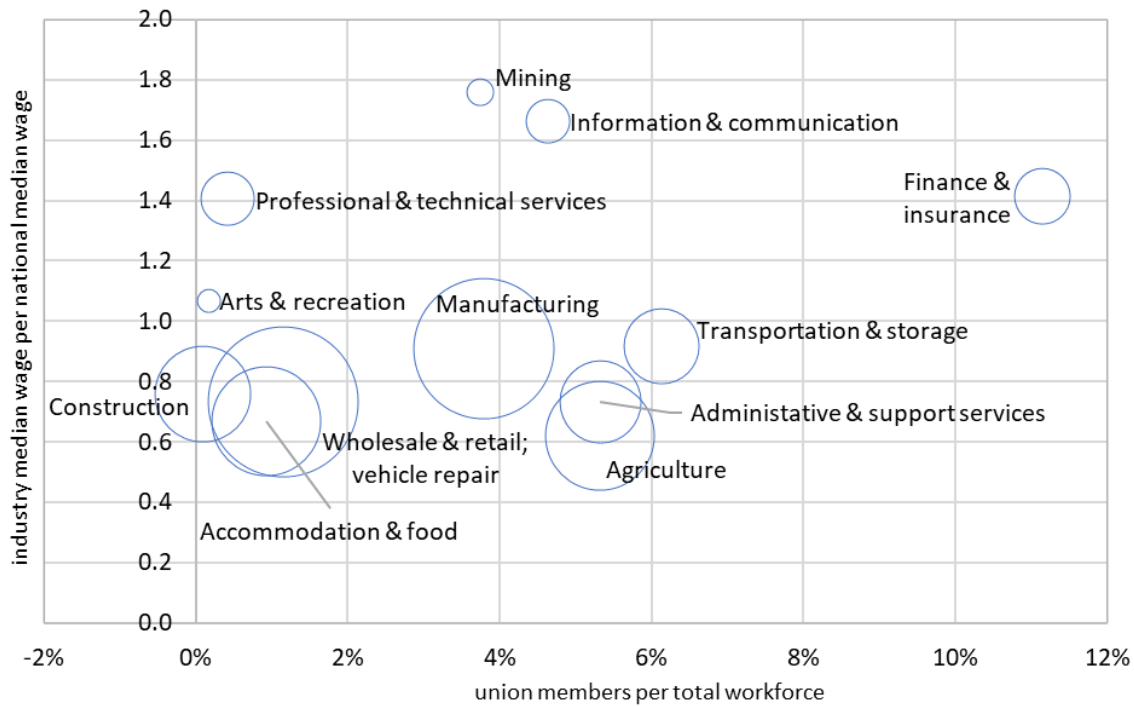 industry median wage per national median wage
2.0
1.8
1.6
1.4
1.2
1.0
0.8
0.6
0.4
0.2
0.0
Mining
Information & communication
Professional & technical services
Finance &
insurance
Arts & recreation
Manufacturing
Transportation & storage
Construction
Administative & support services
Wholesale & retail;
vehicle repair
Agriculture
Accommodation & food
-2% 0% 2% 4% 6% 8% 10% 12%
union members per total workforce